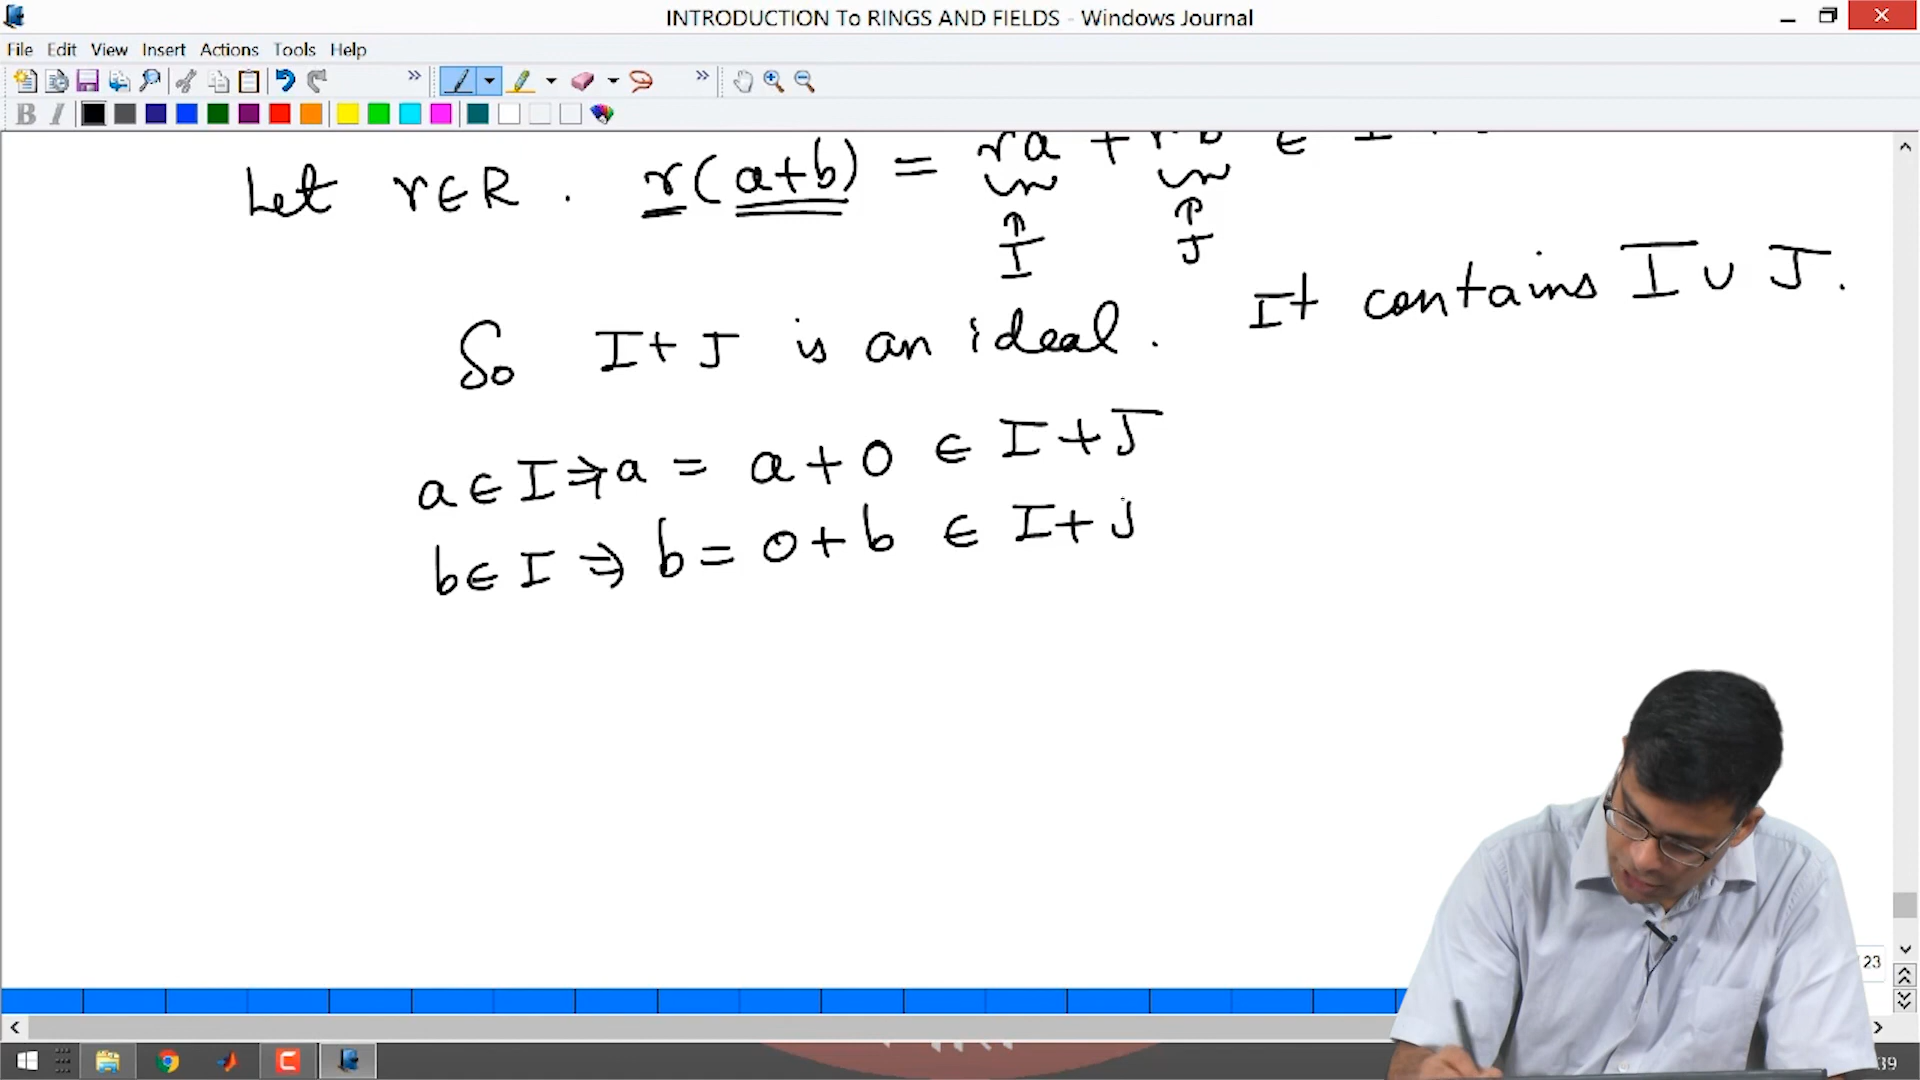 INTRODUCTION To RINGS AND FIELDS - Windows Journal
File Edit View Insert Actions Tools Help
B I
Let r∈R . r(a+b) = ra + rb ∈ I
I J
So I+J is an ideal . It contains I ∪ J .
a∈I ⇒ a = a+0 ∈ I+J
b∈I ⇒ b = 0+b ∈ I+J
23
39